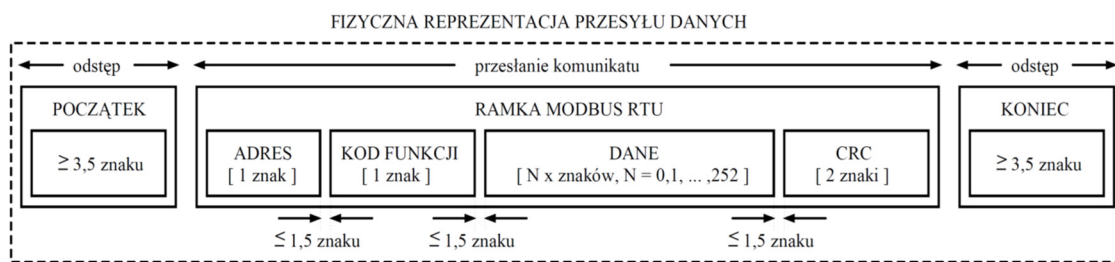 FIZYCZNA REPREZENTACJA PRZESYŁU DANYCH
odstęp przesłanie komunikatu odstęp
POCZĄTEK RAMKA MODBUS RTU KONIEC
≥ 3,5 znaku ADRES KOD FUNKCJI DANE CRC ≥ 3,5 znaku
[ 1 znak ] [ 1 znak ] [ N x znaków, N = 0,1, ... ,252 ] [ 2 znaki ]
≤ 1,5 znaku ≤ 1,5 znaku ≤ 1,5 znaku